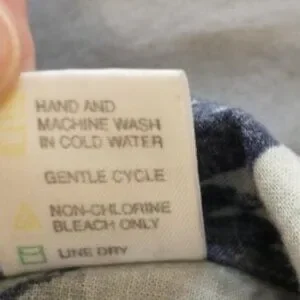 HAND AND
MACHINE WASH
IN COLD WATER
GENTLE CYCLE
NON-CHLORINE
BLEACH ONLY
LINE DRY